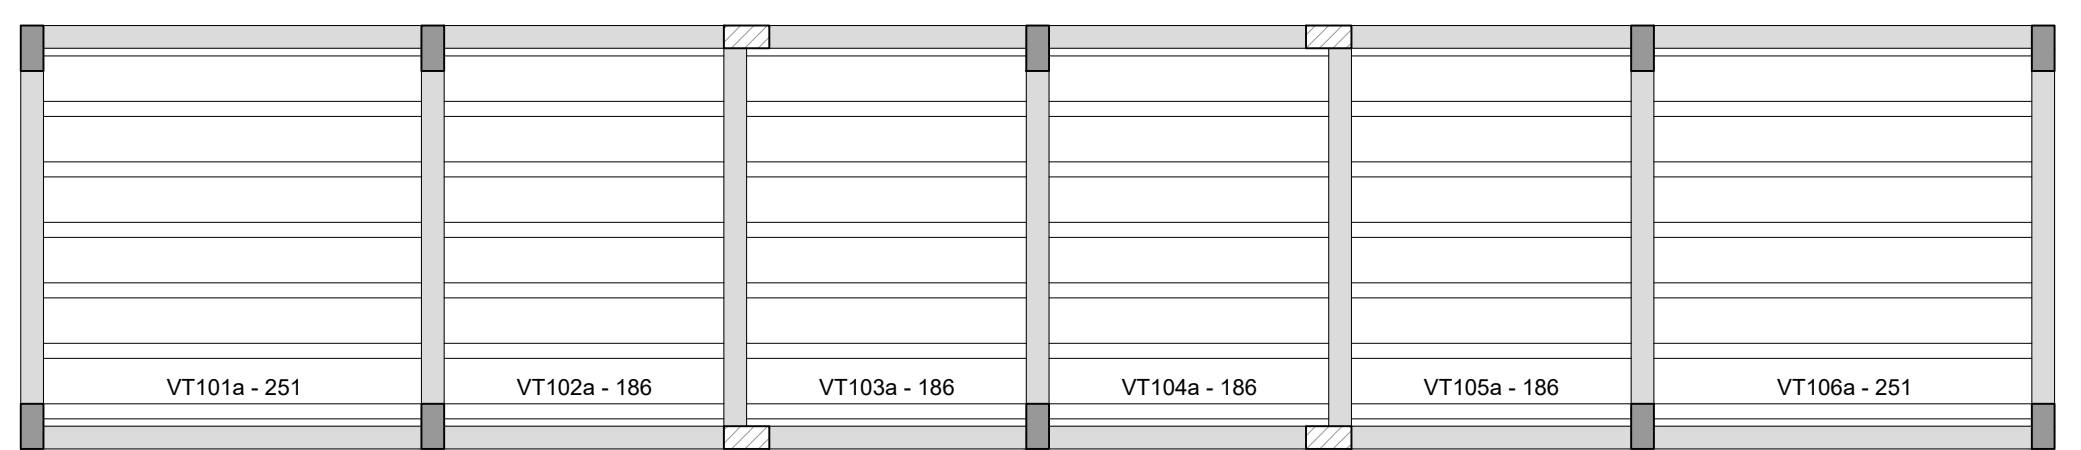 VT101a - 251
VT102a - 186
VT103a - 186
VT104a - 186
VT105a - 186
VT106a - 251